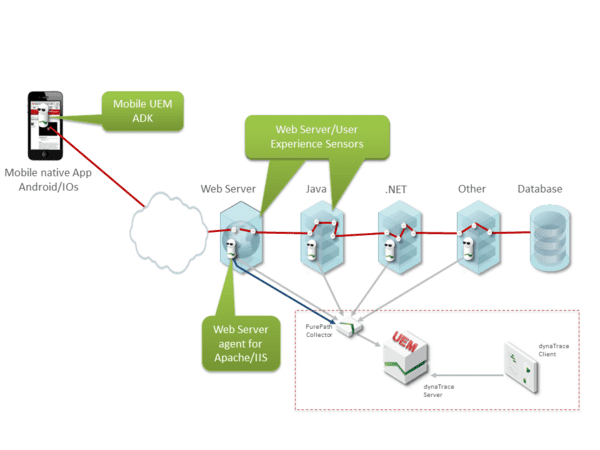 Mobile UEM
ADK
Web Server/User
Experience Sensors
Mobile native App
Android/IOs
Web Server
Java
.NET
Other
Database
Web Server
agent for
Apache/IIS
PurePath
Collector
UEM
dynaTrace
Server
dynaTrace
Client